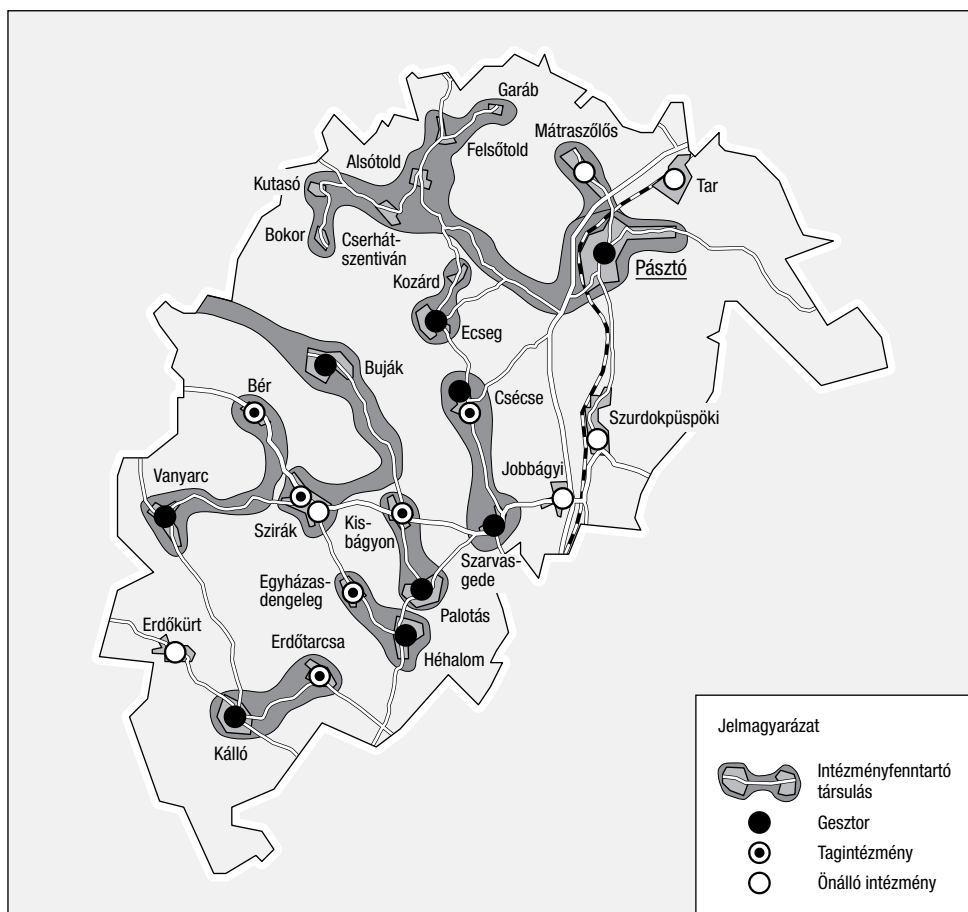 Garáb
Mátraszőlős
Felsőtold
Alsótold
Tar
Kutasó
Bokor
Cserhát-
szentiván
Pásztó
Kozárd
Ecseg
Buják
Bér
Csécse
Szurdokpüspöki
Jobbágyi
Vanyarc
Szirák
Kis-
bágyon
Szarvas-
gede
Egyházas-
dengeleg
Palotás
Erdőkürt
Erdőtarcsa
Héhalom
Kálló
Jelmagyarázat
Intézményfenntartó
társulás
Gesztor
Tagintézmény
Önálló intézmény